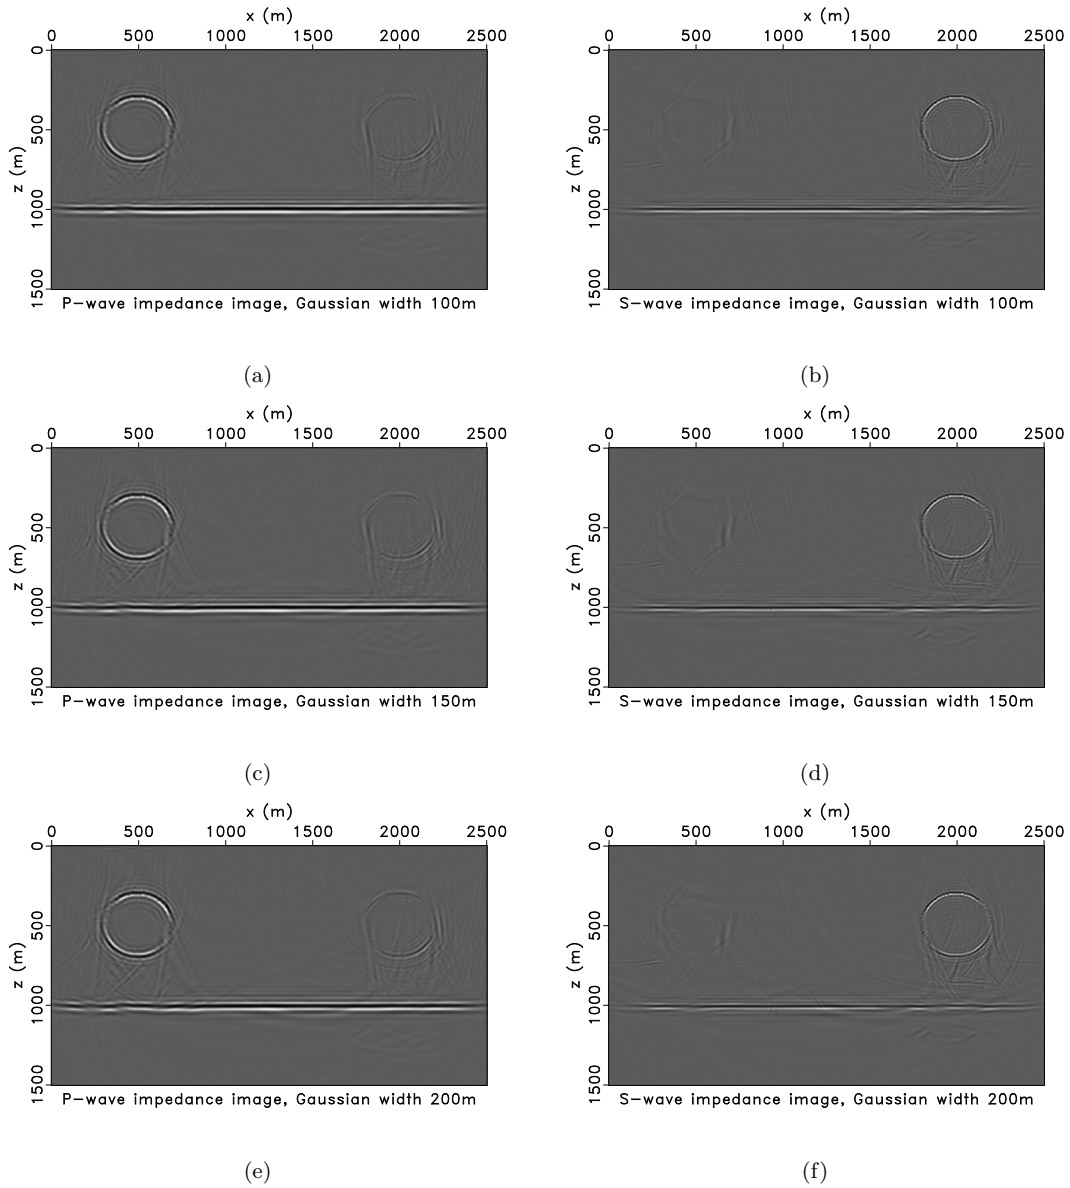 x (m)
0 500 1000 1500 2000 2500
0
500
1000
1500
z (m)
P-wave impedance image, Gaussian width 100m
(a)
x (m)
0 500 1000 1500 2000 2500
0
500
1000
1500
z (m)
S-wave impedance image, Gaussian width 100m
(b)
x (m)
0 500 1000 1500 2000 2500
0
500
1000
1500
z (m)
P-wave impedance image, Gaussian width 150m
(c)
x (m)
0 500 1000 1500 2000 2500
0
500
1000
1500
z (m)
S-wave impedance image, Gaussian width 150m
(d)
x (m)
0 500 1000 1500 2000 2500
0
500
1000
1500
z (m)
P-wave impedance image, Gaussian width 200m
(e)
x (m)
0 500 1000 1500 2000 2500
0
500
1000
1500
z (m)
S-wave impedance image, Gaussian width 200m
(f)